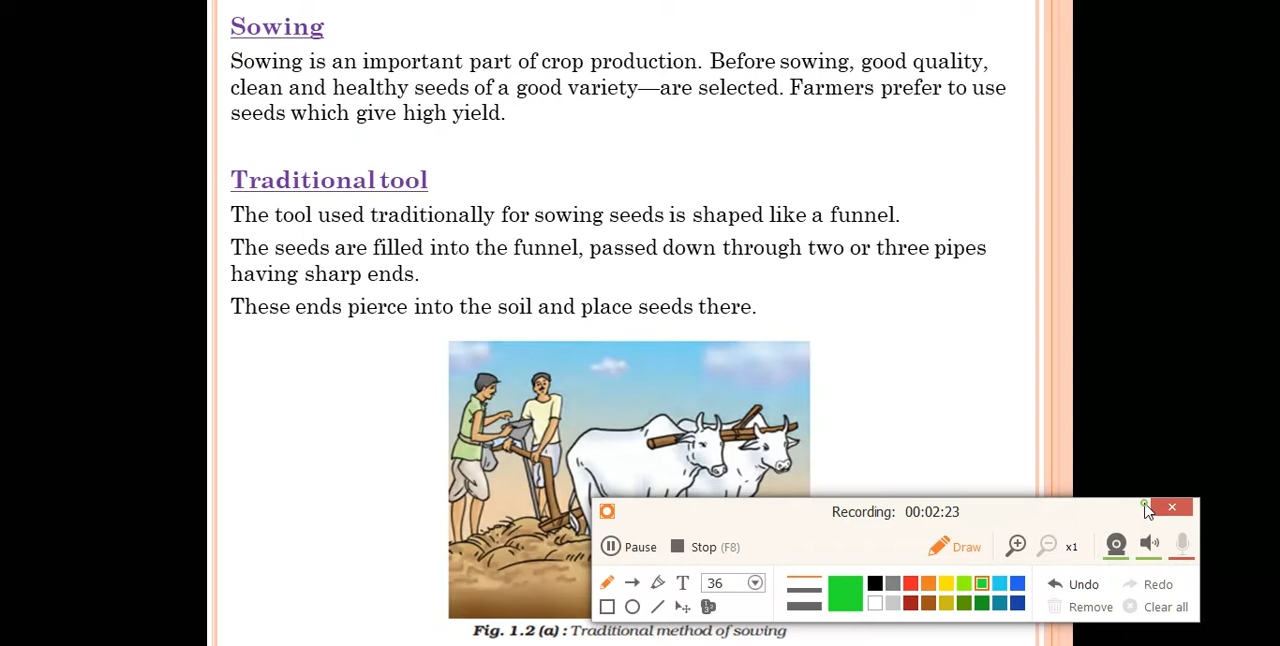 Sowing
Sowing is an important part of crop production. Before sowing, good quality,
clean and healthy seeds of a good variety—are selected. Farmers prefer to use
seeds which give high yield.
Traditional tool
The tool used traditionally for sowing seeds is shaped like a funnel.
The seeds are filled into the funnel, passed down through two or three pipes
having sharp ends.
These ends pierce into the soil and place seeds there.
Recording: 00:02:23
Pause Stop (F8) Draw x1
T 36 Undo Redo
Remove Clear all
Fig. 1.2 (a) : Traditional method of sowing